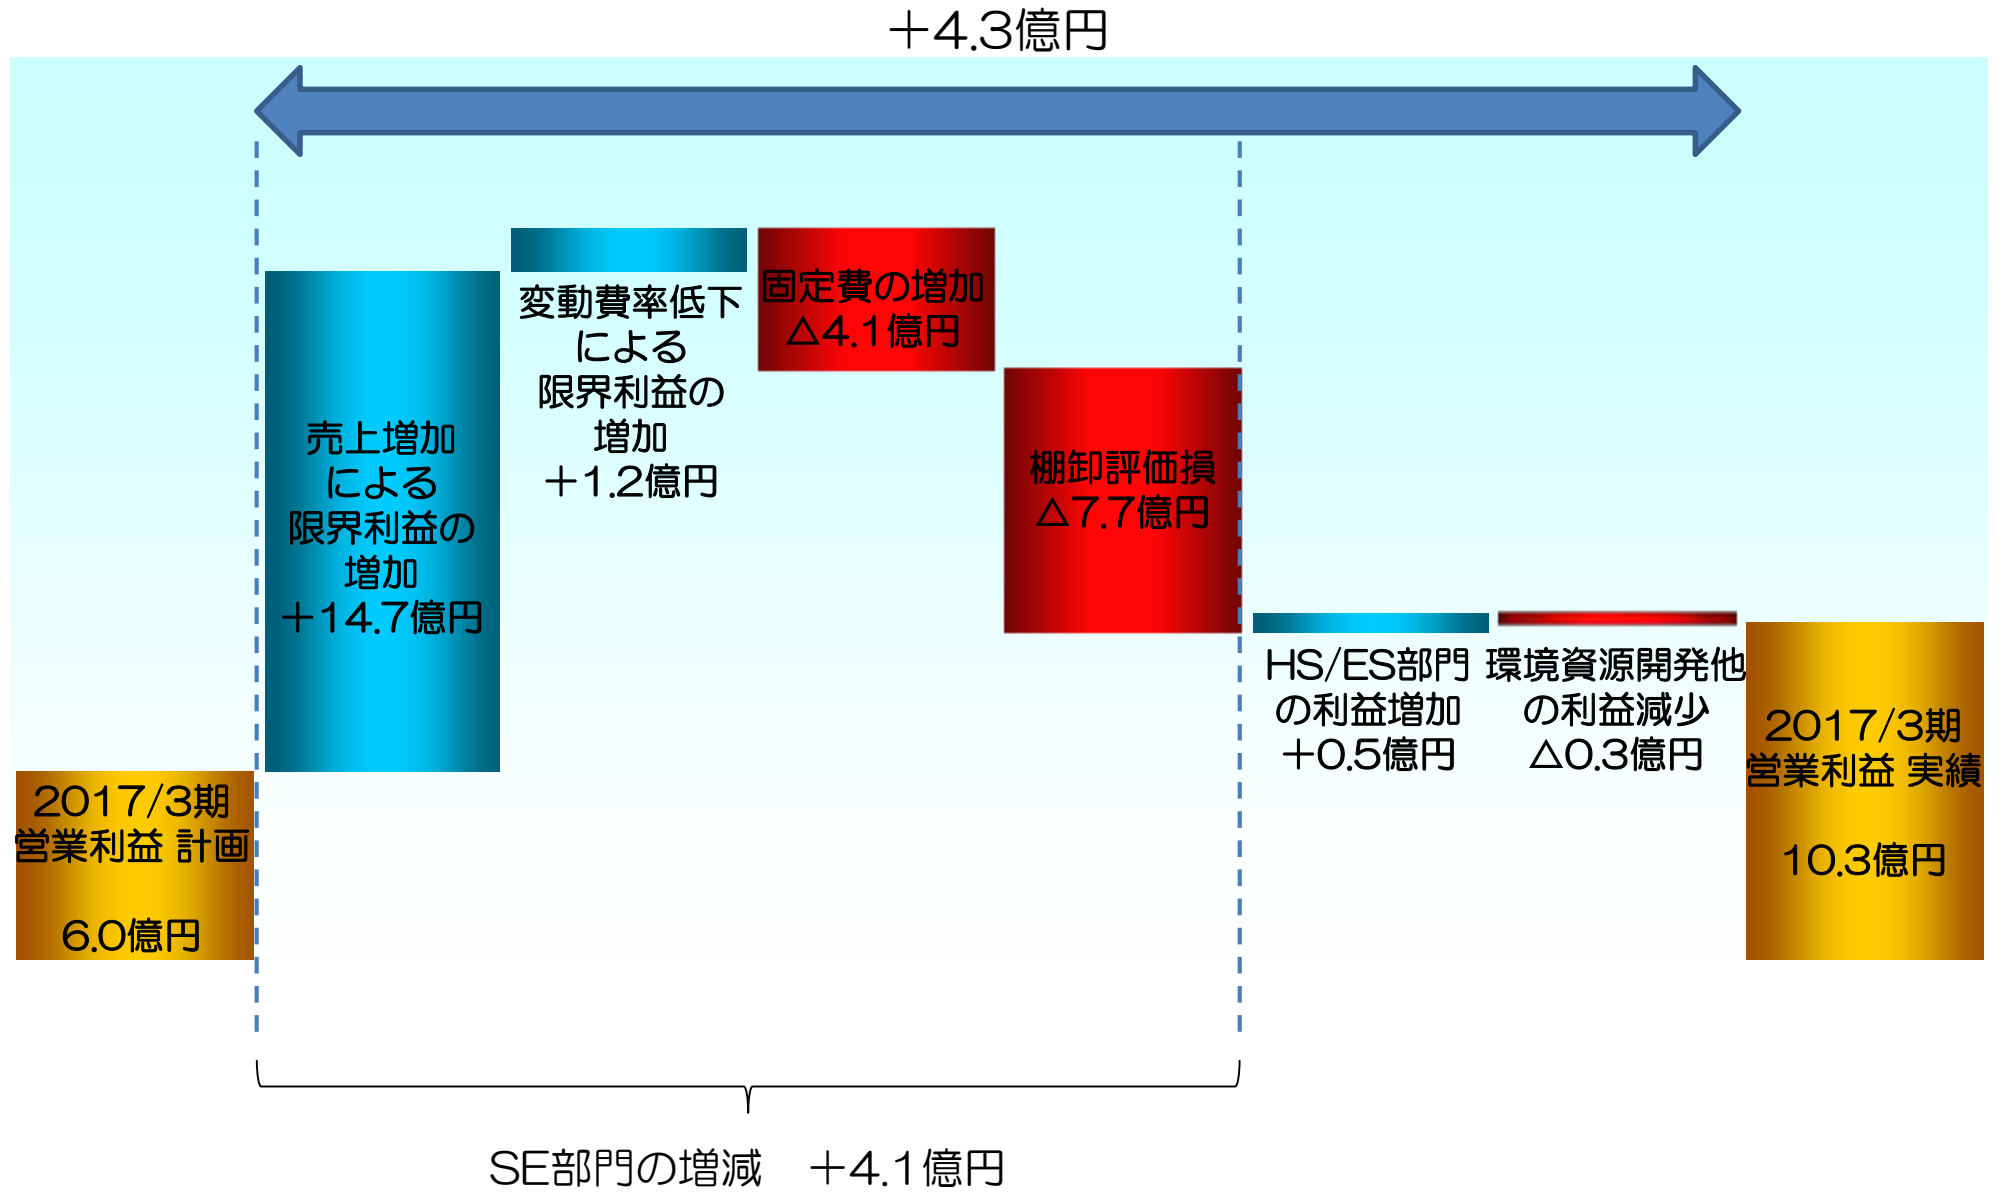 ＋4.3億円
2017/3期
営業利益 計画
6.0億円
売上増加
による
限界利益の
増加
＋14.7億円
変動費率低下
による
限界利益の
増加
＋1.2億円
固定費の増加
△4.1億円
棚卸評価損
△7.7億円
HS/ES部門
の利益増加
＋0.5億円
環境資源開発他
の利益減少
△0.3億円
2017/3期
営業利益 実績
10.3億円
SE部門の増減　＋4.1億円